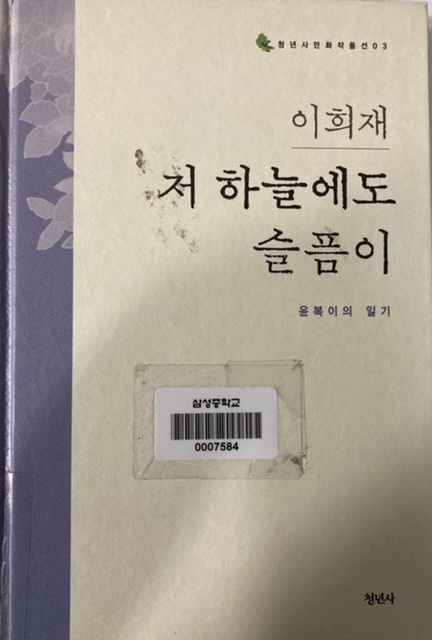 청년사만화작품선03
이희재
저 하늘에도
슬픔이
윤복이의 일기
삼성중학교
0007584
청년사